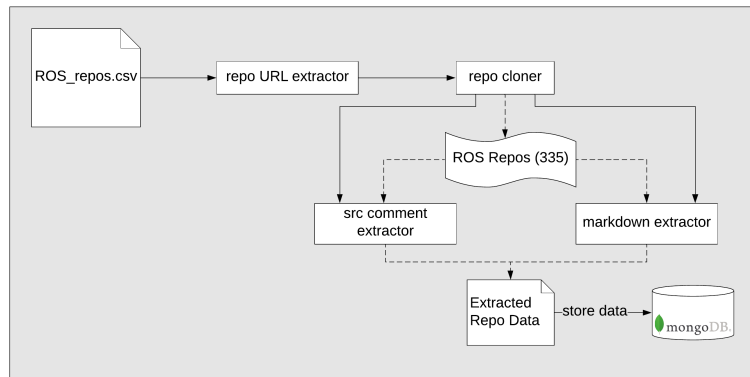 ROS_repos.csv
repo URL extractor
repo cloner
ROS Repos (335)
src comment
extractor
markdown extractor
Extracted
Repo Data
store data
mongoDB.